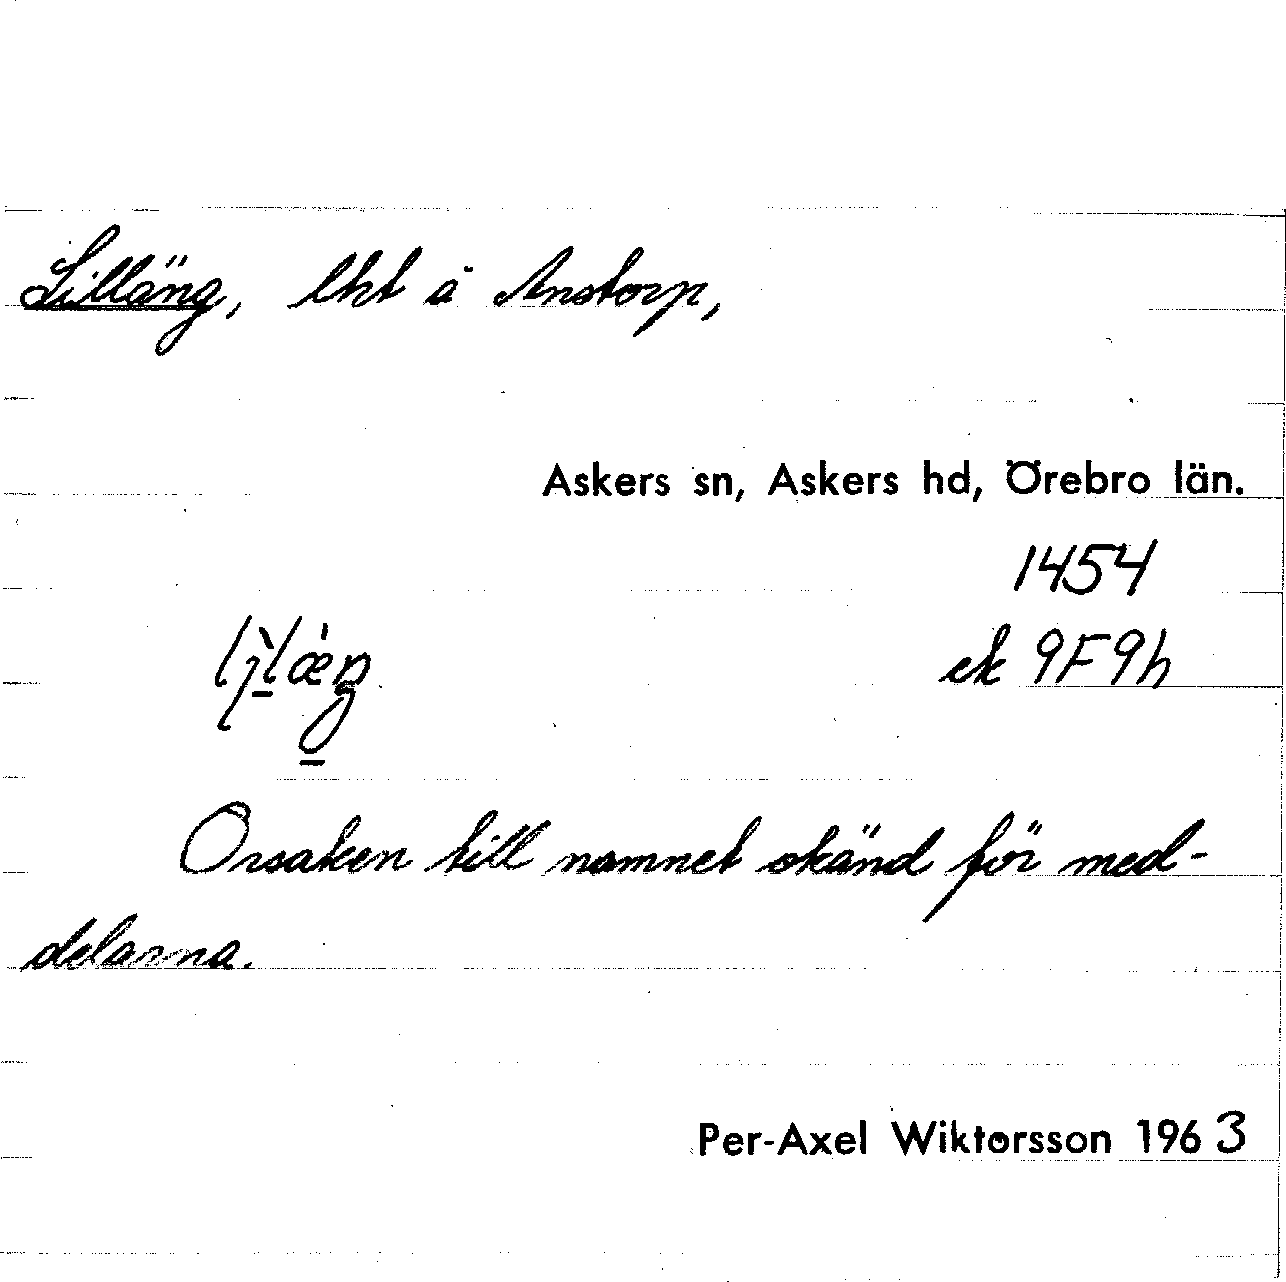 Lilläng, lht å Anstorp,
Askers sn, Askers hd, Örebro län.
1454
ek 9F9h
Orsaken till namnet okänd för med-
delarna.
Per-Axel Wiktorsson 1963